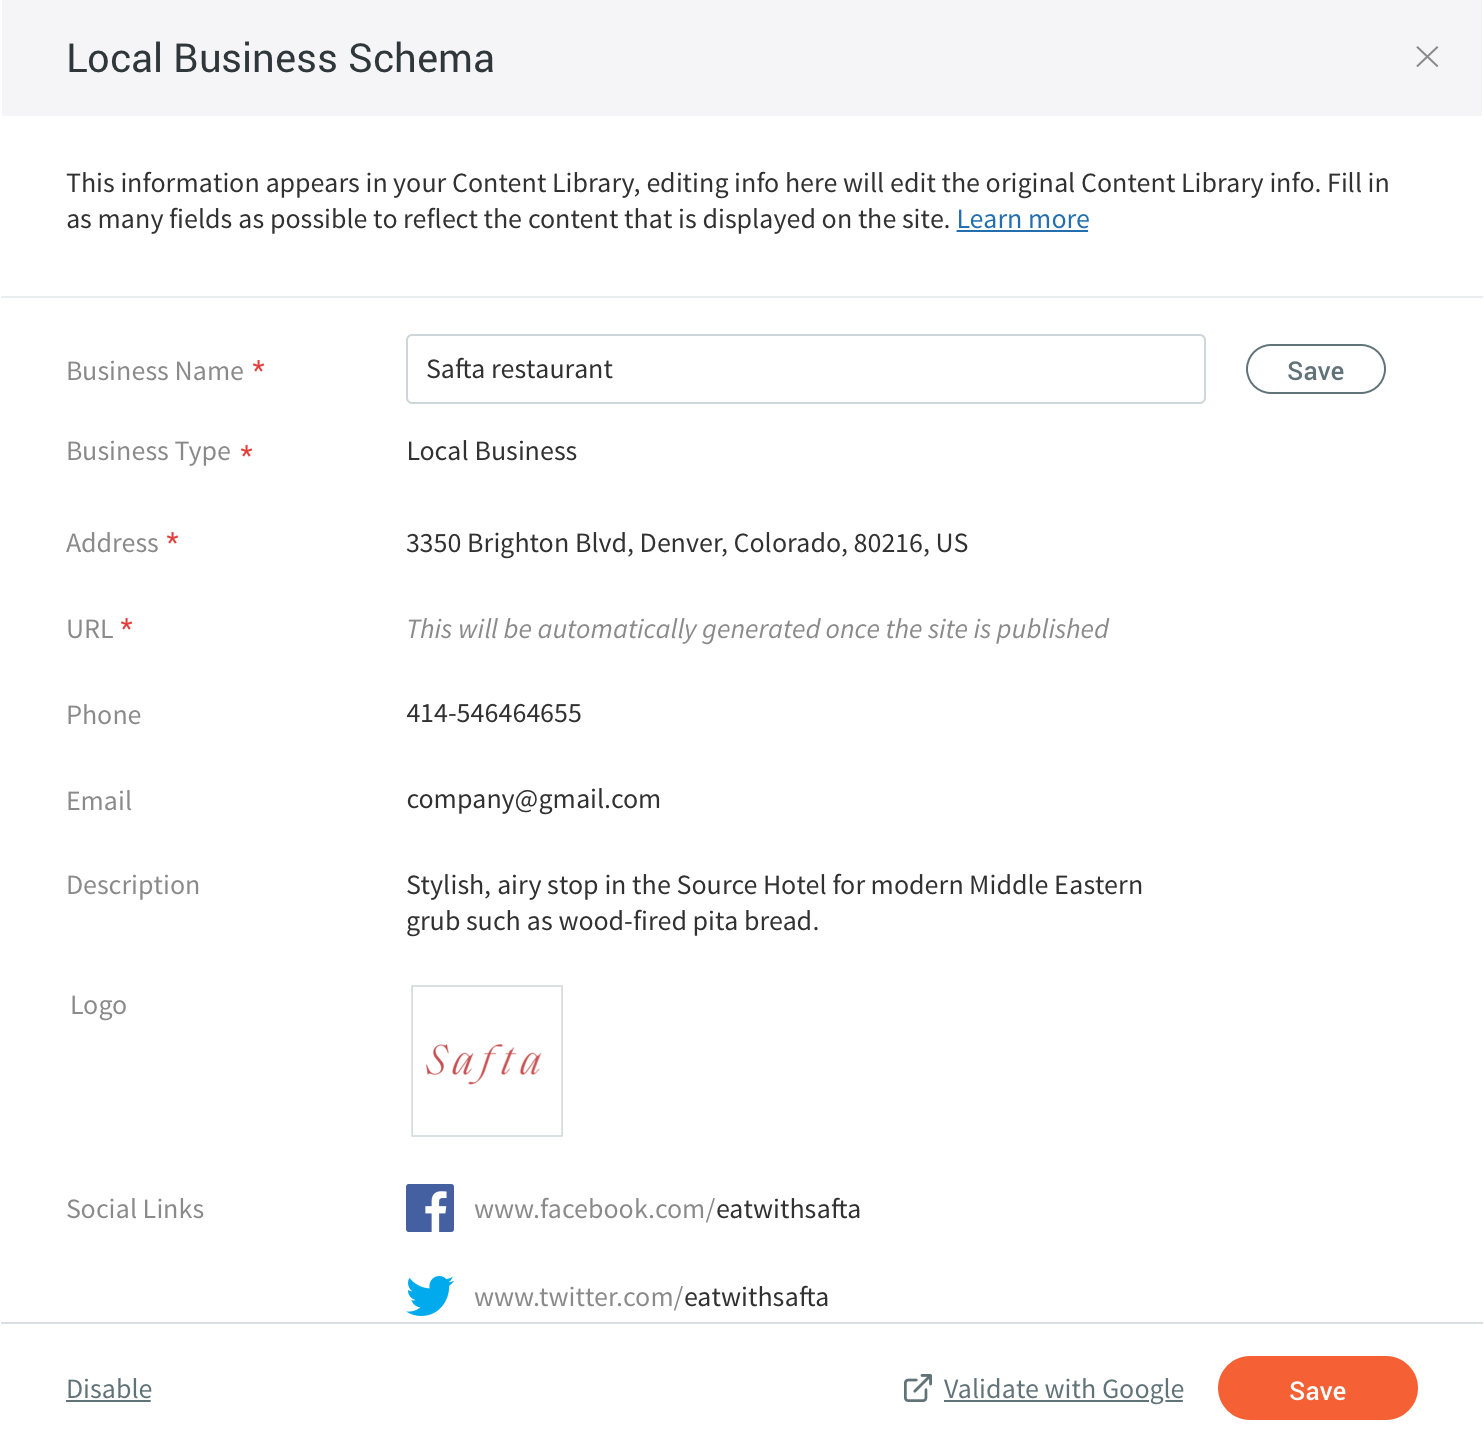 Local Business Schema
This information appears in your Content Library, editing info here will edit the original Content Library info. Fill in
as many fields as possible to reflect the content that is displayed on the site. Learn more
Business Name * Safta restaurant Save
Business Type * Local Business
Address * 3350 Brighton Blvd, Denver, Colorado, 80216, US
URL * This will be automatically generated once the site is published
Phone 414-546464655
Email company@gmail.com
Description Stylish, airy stop in the Source Hotel for modern Middle Eastern
grub such as wood-fired pita bread.
Logo
Safta
Social Links www.facebook.com/eatwithsafta
www.twitter.com/eatwithsafta
Disable Validate with Google Save